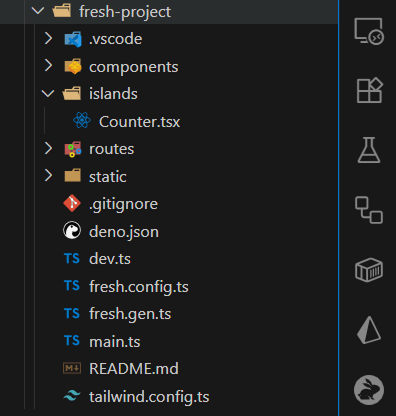 fresh-project
.vscode
components
islands
Counter.tsx
routes
static
.gitignore
deno.json
TS dev.ts
TS fresh.config.ts
TS fresh.gen.ts
TS main.ts
README.md
tailwind.config.ts